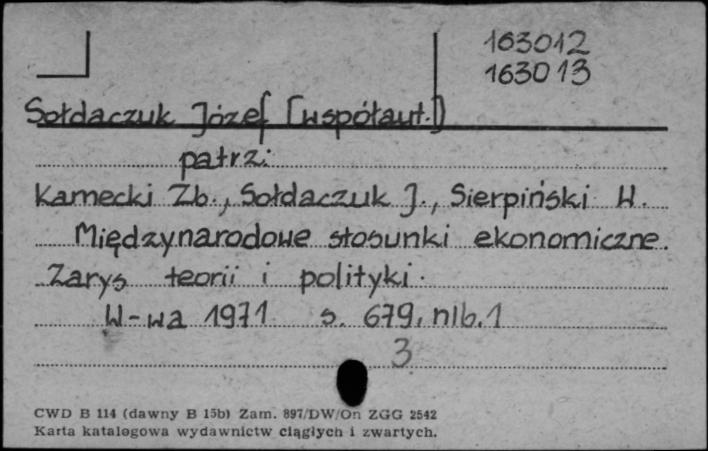 163012
163013
Sołdaczuk Józef [współaut.]
patrz:
Kamecki Zb., Sołdaczuk J., Sierpiński W.
Międzynarodowe stosunki ekonomiczne.
Zarys teorii i polityki.
W-wa 1971 s. 679, nlb. 1
3
CWD B 114 (dawny B 15b) Zam. 897/DW/On ZGG 2542
Karta katalogowa wydawnictw ciągłych i zwartych.